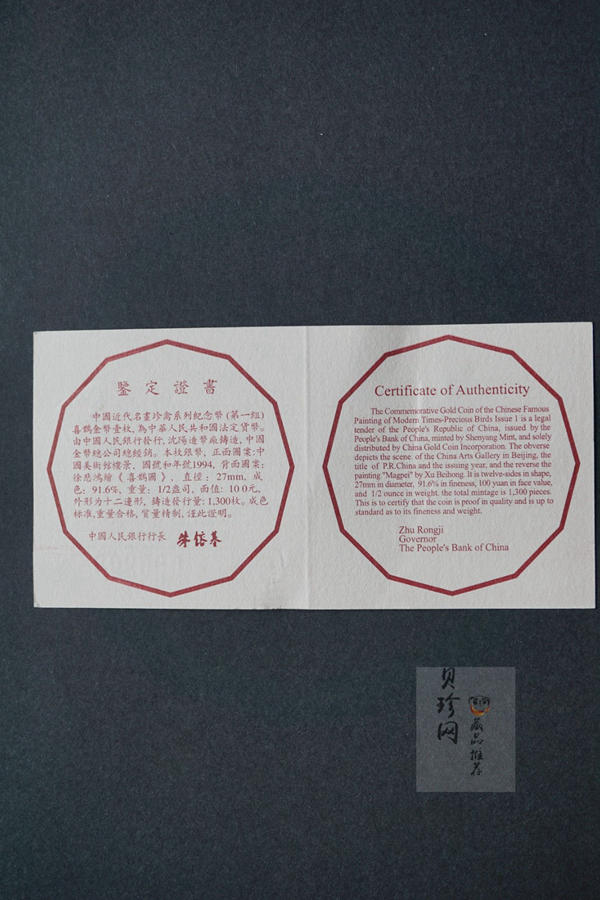 鑒定證書
中國近代名畫珍禽系列紀念幣(第一組)
喜鵲金幣壹枚,為中華人民共和國法定貨幣。
由中國人民銀行發行,沈陽造幣廠鑄造,中國
金幣總公司總經銷。本枚銀幣,正面圖案:中
國美術館樓景、國號和年號1994,背面圖案:
徐悲鴻繪《喜鵲圖》,直徑:27mm,成
色:91.6%,重量:1/2盎司,面值:100元,
外形為十二邊形,鑄造發行量:1,300枚。成色
标准,重量合格,質量精制,謹此證明。
中國人民銀行行長 朱镕基
Certificate of Authenticity
The Commemorative Gold Coin of the Chinese Famous
Painting of Modern Times-Precious Birds Issue 1 is a legal
tender of the People's Republic of China, issued by the
People's Bank of China, minted by Shenyang Mint, and solely
distributed by China Gold Coin Incorporation. The obverse
depicts the scene of the China Arts Gallery in Beijing, the
title of P.R.China and the issuing year, and the reverse the
painting "Magpei" by Xu Beihong. It is twelve-sides in shape,
27mm in diameter, 91.6% in fineness, 100 yuan in face value,
and 1/2 ounce in weight. the total mintage is 1,300 pieces.
This is to certify that the coin is proof in quality and is up to
standard as to its fineness and weight.
Zhu Rongji
Governor
The People's Bank of China
贝珍网
藏品推荐